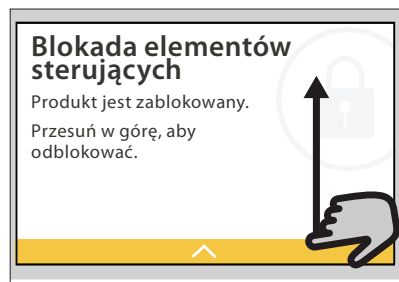 Blokada elementów
sterujących
Produkt jest zablokowany.
Przesuń w górę, aby
odblokować.